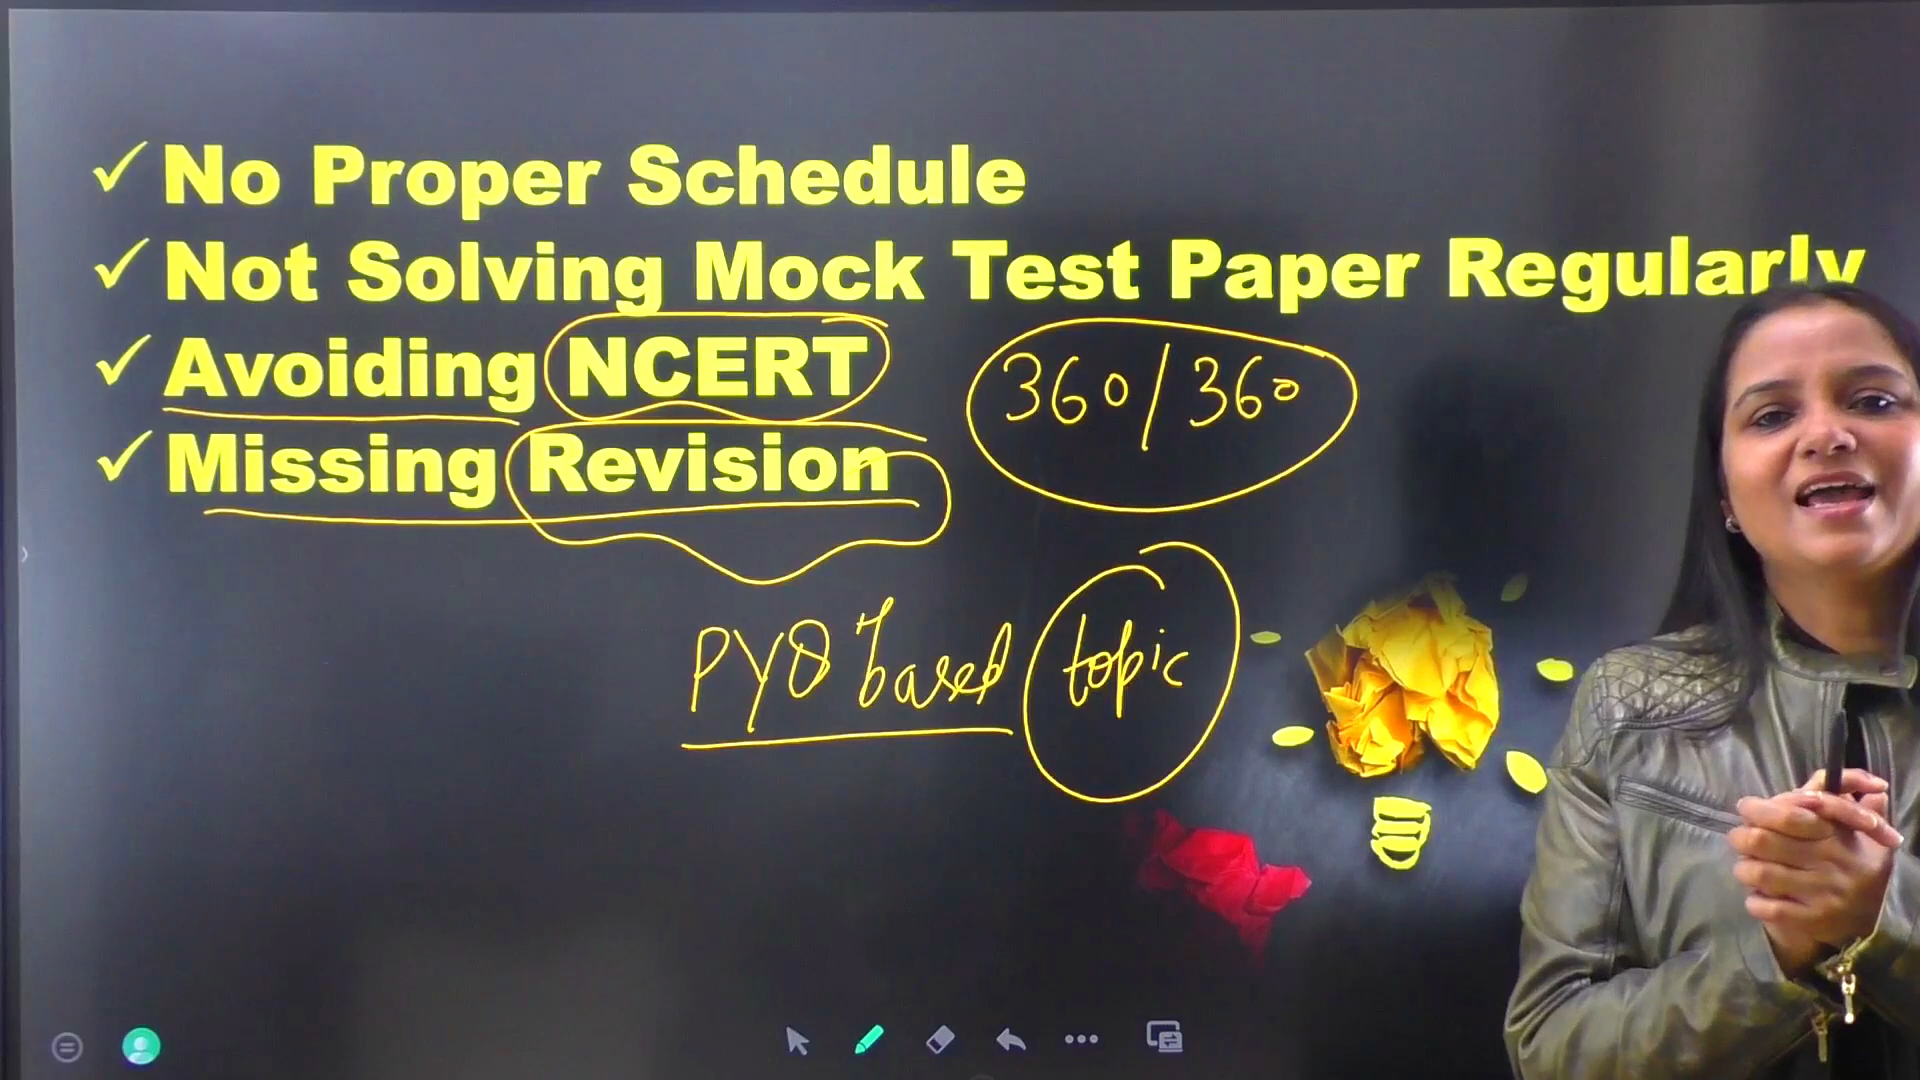 ✓ No Proper Schedule
✓ Not Solving Mock Test Paper Regularly
✓ Avoiding NCERT
360/360
✓ Missing Revision
PYQ based topic